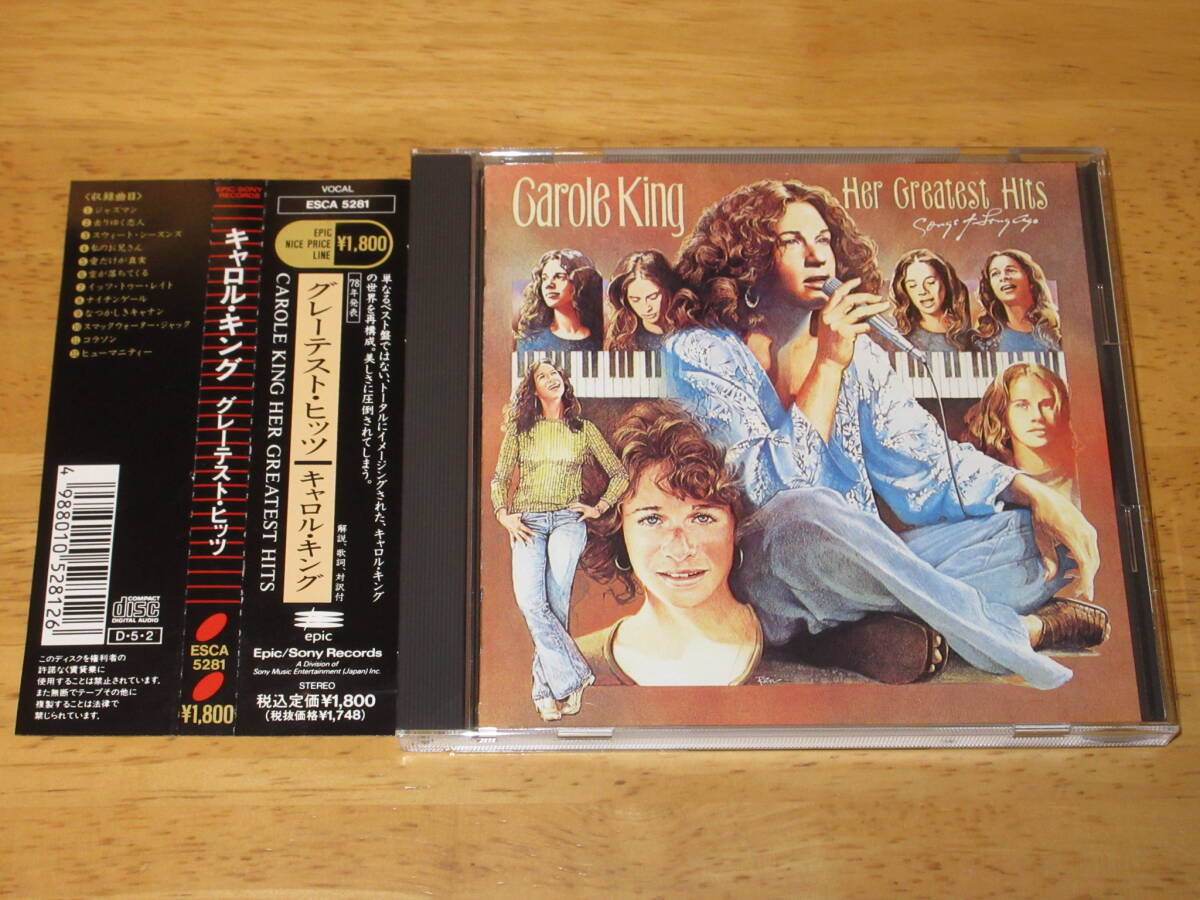 〈収録曲目〉
①ジャズマン
②去りゆく恋人
③スウィート・シーズンズ
④私のお兄さん
⑤愛だけが真実
⑥空が落ちてくる
⑦イッツ・トゥー・レイト
⑧ナイチンゲール
⑨なつかしきキャナン
⑩スマックウォーター・ジャック
⑪コラソン
⑫ヒューマニティー
4 988010 528126
COMPACT
disc
DIGITAL AUDIO
D・5・2
このディスクを権利者の
許諾なく賃貸業に
使用することは禁止されています。
また無断でテープその他に
複製することは法律で
禁じられています。
EPIC・SONY
RECORDS
キャロル・キング グレーテスト・ヒッツ
ESCA
5281
¥1,800
VOCAL
ESCA 5281
EPIC
NICE PRICE
LINE
¥1,800
単なるベスト盤ではない、トータルにイメージングされた、キャロル・キング
の世界を再構成。美しさに圧倒されてしまう。
'78年発表
グレーテスト・ヒッツ
キャロル・キング
解説、歌詞、対訳付
CAROLE KING HER GREATEST HITS
epic
Epic/Sony Records
A Division of
Sony Music Entertainment (Japan) Inc.
STEREO
税込定価¥1,800
(税抜価格¥1,748)
Carole King
Her Greatest Hits
Songs of Long Ago